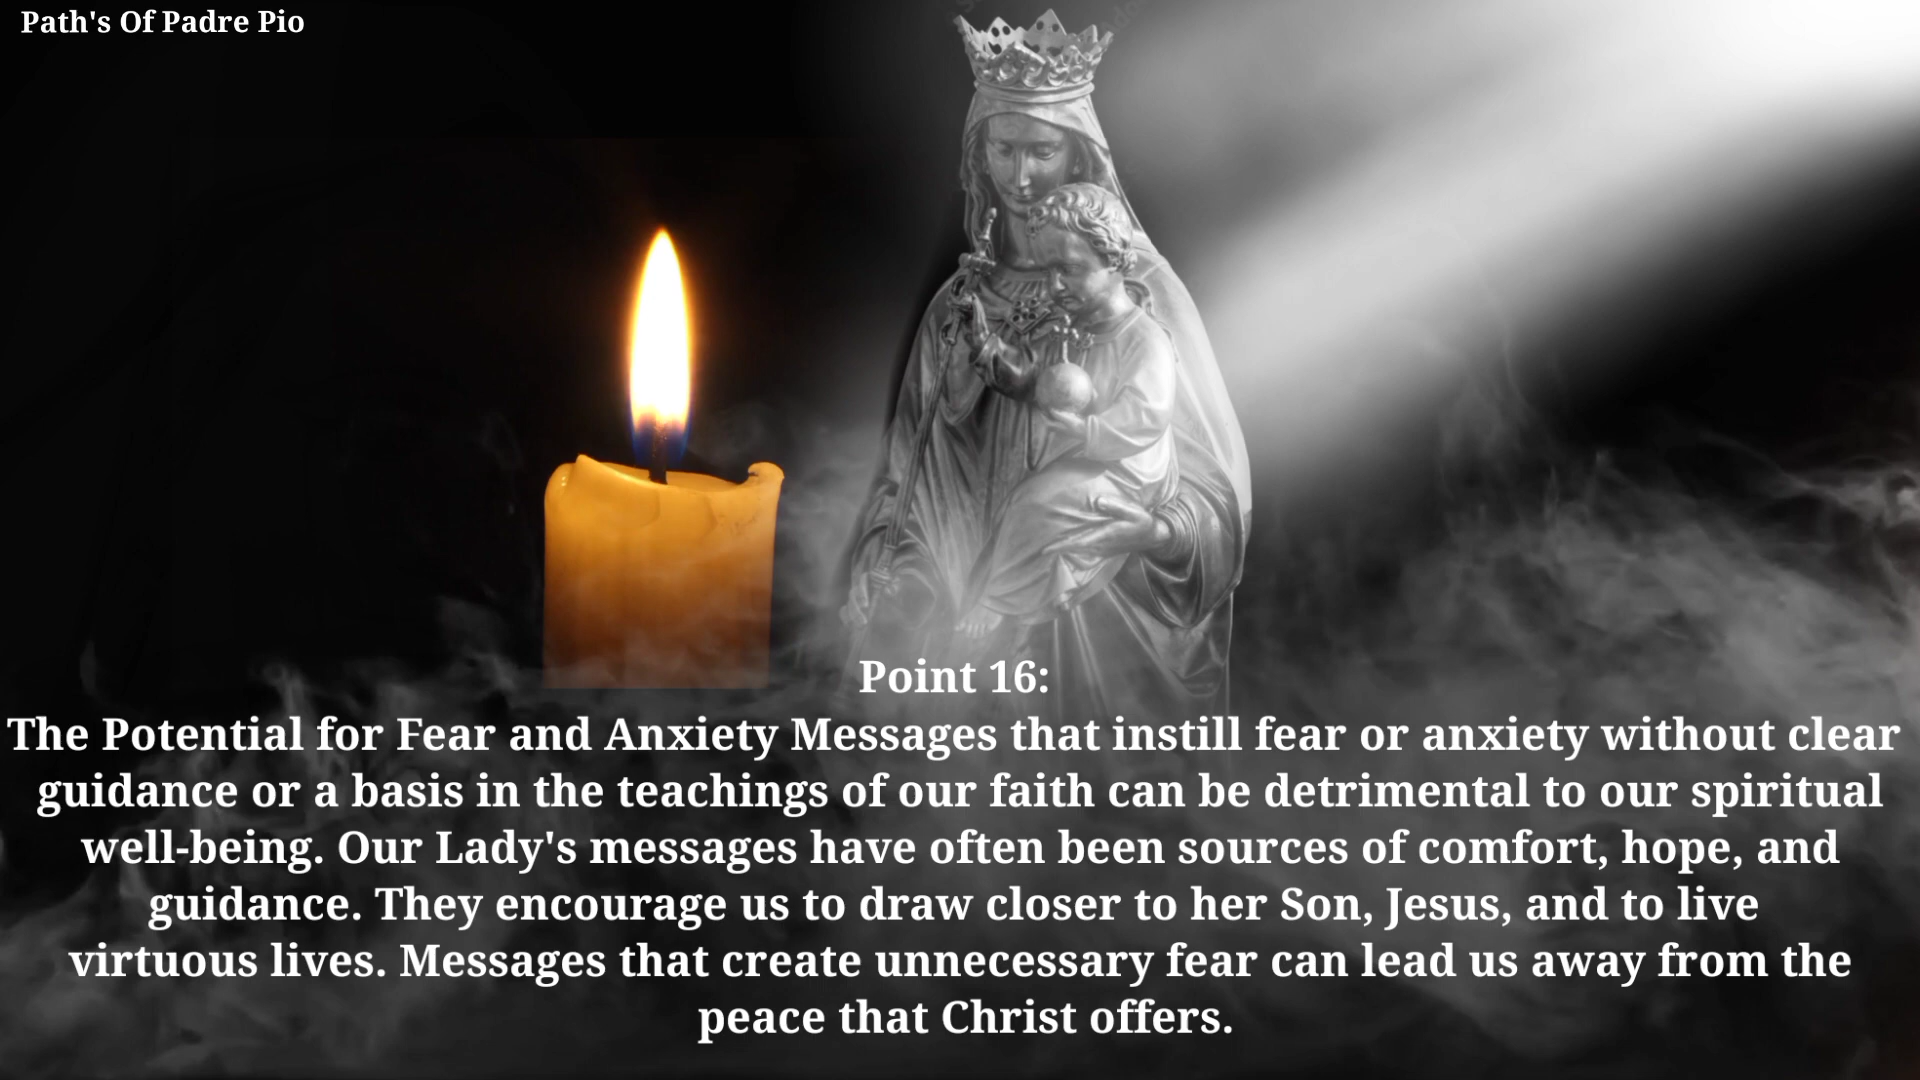 Path's Of Padre Pio
Point 16:
The Potential for Fear and Anxiety Messages that instill fear or anxiety without clear
guidance or a basis in the teachings of our faith can be detrimental to our spiritual
well-being. Our Lady's messages have often been sources of comfort, hope, and
guidance. They encourage us to draw closer to her Son, Jesus, and to live
virtuous lives. Messages that create unnecessary fear can lead us away from the
peace that Christ offers.